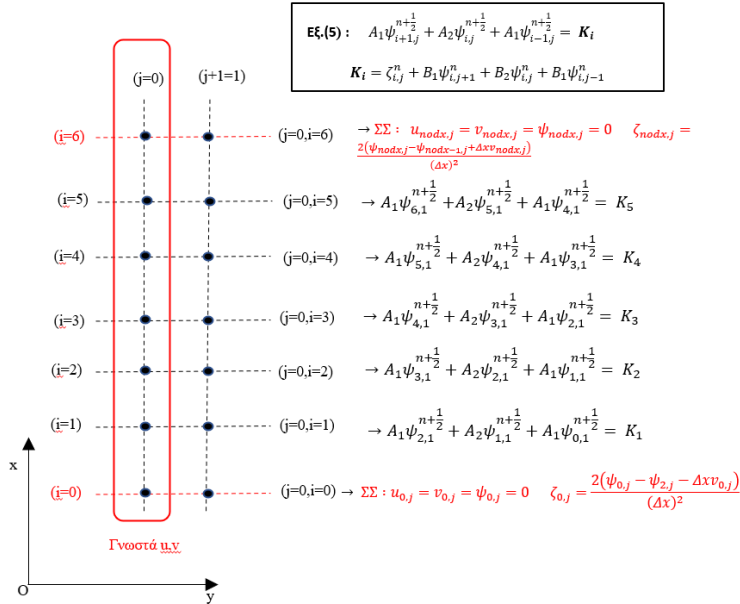 Εξ.(5) : A₁ψ_{i+1,j}^{n+1/2} + A₂ψ_{i,j}^{n+1/2} + A₁ψ_{i-1,j}^{n+1/2} = K_i
K_i = ζ_{i,j}^n + B₁ψ_{i,j+1}^n + B₂ψ_{i,j}^n + B₁ψ_{i,j-1}^n
(j=0) (j+1=1)
(i=6) (j=0,i=6) → ΣΣ : u_{nodx,j} = v_{nodx,j} = ψ_{nodx,j} = 0 ζ_{nodx,j} =
2(ψ_{nodx,j}-ψ_{nodx-1,j}+Δxv_{nodx,j})/(Δx)²
(i=5) (j=0,i=5) → A₁ψ_{6,1}^{n+1/2} + A₂ψ_{5,1}^{n+1/2} + A₁ψ_{4,1}^{n+1/2} = K₅
(i=4) (j=0,i=4) → A₁ψ_{5,1}^{n+1/2} + A₂ψ_{4,1}^{n+1/2} + A₁ψ_{3,1}^{n+1/2} = K₄
(i=3) (j=0,i=3) → A₁ψ_{4,1}^{n+1/2} + A₂ψ_{3,1}^{n+1/2} + A₁ψ_{2,1}^{n+1/2} = K₃
(i=2) (j=0,i=2) → A₁ψ_{3,1}^{n+1/2} + A₂ψ_{2,1}^{n+1/2} + A₁ψ_{1,1}^{n+1/2} = K₂
(i=1) (j=0,i=1) → A₁ψ_{2,1}^{n+1/2} + A₂ψ_{1,1}^{n+1/2} + A₁ψ_{0,1}^{n+1/2} = K₁
x
(i=0) (j=0,i=0) → ΣΣ : u_{0,j} = v_{0,j} = ψ_{0,j} = 0 ζ_{0,j} = 2(ψ_{0,j} - ψ_{2,j} - Δxv_{0,j})/(Δx)²
Γνωστά u,v
O y